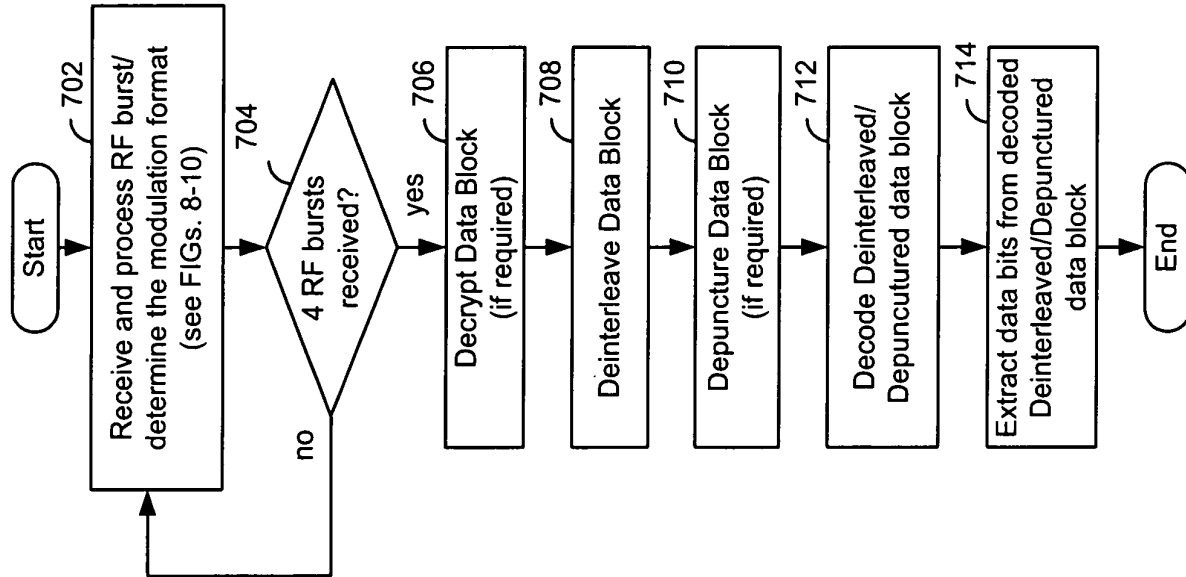 Start
702
Receive and process RF burst/
determine the modulation format
(see FIGs. 8-10)
704
4 RF bursts
received?
no
yes
706
Decrypt Data Block
(if required)
708
Deinterleave Data Block
710
Depuncture Data Block
(if required)
712
Decode Deinterleaved/
Depuncutured data block
714
Extract data bits from decoded
Deinterleaved/Depunctured
data block
End